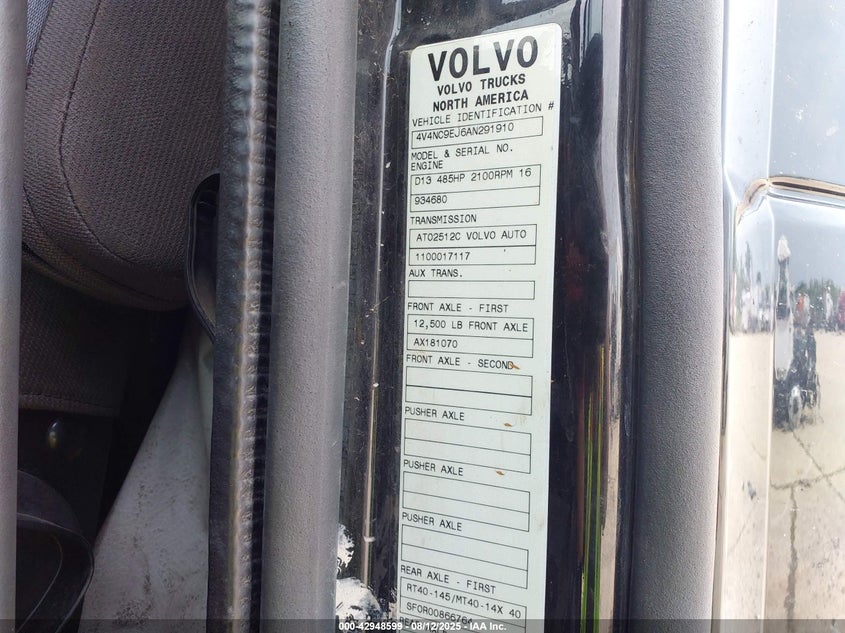 VOLVO
VOLVO TRUCKS
NORTH AMERICA
VEHICLE IDENTIFICATION #
4V4NC9EJ6AN291910
MODEL & SERIAL NO.
ENGINE
D13 485HP 2100RPM 16
934680
TRANSMISSION
ATO2512C VOLVO AUTO
1100017117
AUX TRANS.
FRONT AXLE - FIRST
12,500 LB FRONT AXLE
AX181070
FRONT AXLE - SECOND
PUSHER AXLE
PUSHER AXLE
PUSHER AXLE
REAR AXLE - FIRST
RT40-145/MT40-14X 40
SFOR00866764
000-42948599 - 08/12/2025 - IAA Inc.